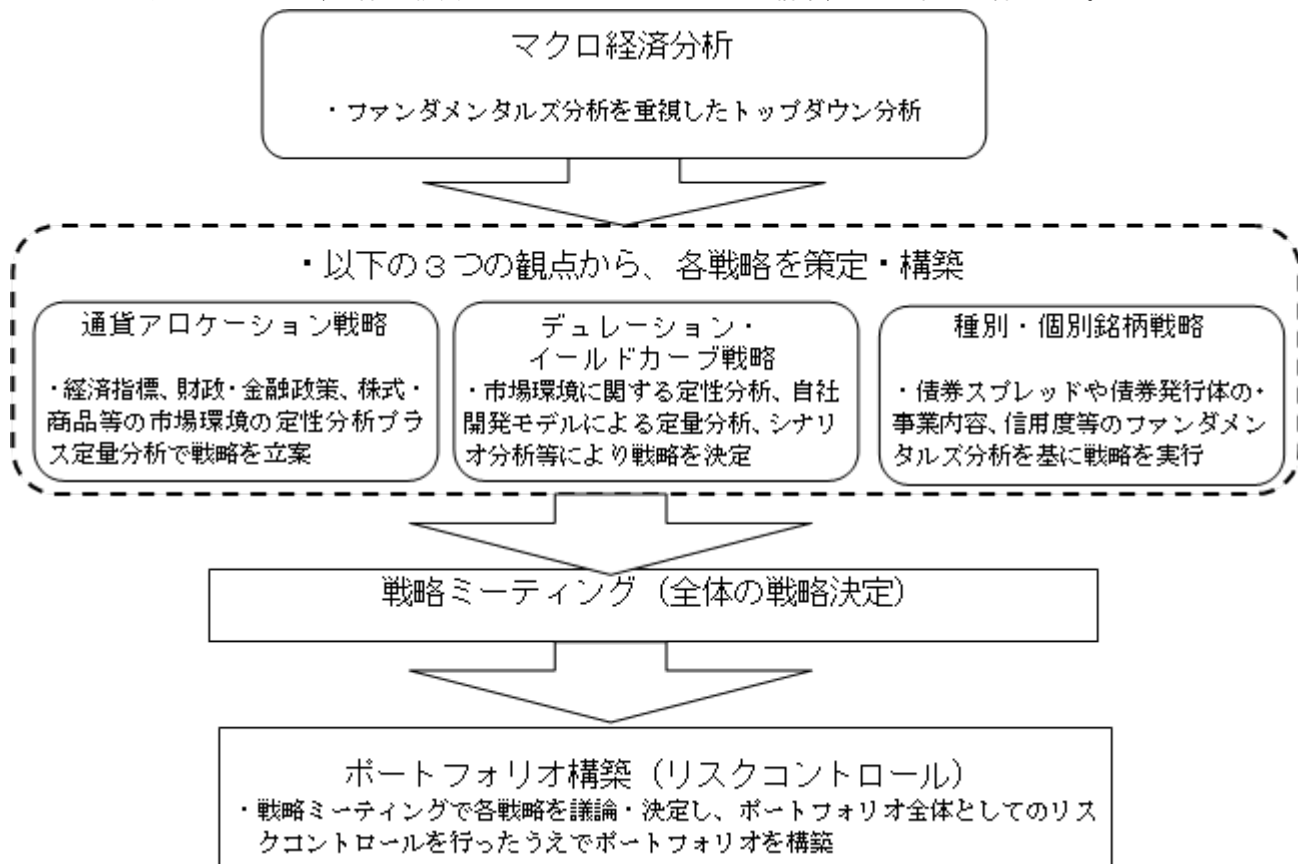 マクロ経済分析
・ファンダメンタルズ分析を重視したトップダウン分析
・以下の３つの観点から、各戦略を策定・構築
通貨アロケーション戦略
・経済指標、財政・金融政策、株式・
商品等の市場環境の定性分析プラ
ス定量分析で戦略を立案
デュレーション・
イールドカーブ戦略
・市場環境に関する定性分析、自社
開発モデルによる定量分析、シナリ
オ分析等により戦略を決定
種別・個別銘柄戦略
・債券スプレッドや債券発行体の・
事業内容、信用度等のファンダメン
タルズ分析を基に戦略を実行
戦略ミーティング（全体の戦略決定）
ポートフォリオ構築（リスクコントロール）
・戦略ミーティングで各戦略を議論・決定し、ポートフォリオ全体としてのリス
クコントロールを行ったうえでポートフォリオを構築